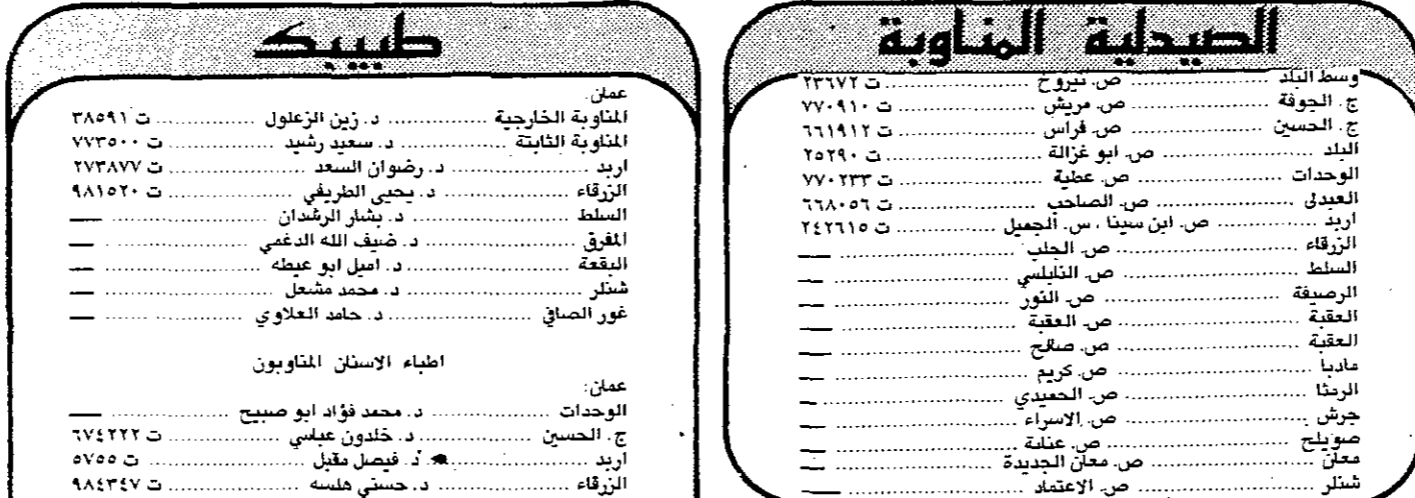 الصيدلية المناوبة
وسط البلد ................ ص. نيروخ ................ ت ٢٣٦٧٢
ج. الجوفة ................ ص. مريش ................ ت ٧٧٠٩١٠
ج. الحسين ................ ص. فراس ................ ت ٦٦١٩١٢
البلد ................ ص. ابو غزالة ................ ت ٢٥٢٩٠
الوحدات ................ ص. عطية ................ ت ٧٧٠٢٣٣
العبدلي ................ ص. الصاحب ................ ت ٦٦٨٠٥٦
اربد ................ ص. ابن سينا ، س. الجميل ................ ت ٢٤٢٦١٥
الزرقاء ................ ص. الجلب ................ —
السلط ................ ص. النابلسي ................ —
الرصيفة ................ ص. النور ................ —
العقبة ................ ص. العقبة ................ —
العقبة ................ ص. صالح ................ —
مادبا ................ ص. كريم ................ —
الرمثا ................ ص. الحميدي ................ —
جرش ................ ص. الاسراء ................ —
صويلح ................ ص. عناية ................ —
معان ................ ص. معان الجديدة ................ —
شنلر ................ ص. الاعتماد ................ —
طبيبك
عمان.
المناوبة الخارجية ................ د. زين الزعلول ................ ت ٣٨٥٩١
المناوبة الثابتة ................ د. سعيد رشيد ................ ت ٧٧٣٥٠٠
اربد ................ د. رضوان السعد ................ ت ٢٧٣٨٧٧
الزرقاء ................ د. يحيى الطريفي ................ ت ٩٨١٥٢٠
السلط ................ د. بشار الرشدان ................ —
المفرق ................ د. ضيف الله الدغمي ................ —
البقعة ................ د. اميل ابو عيطه ................ —
شنلر ................ د. محمد مشعل ................ —
غور الصافي ................ د. حامد العلاوي ................ —
اطباء الاسنان المناوبون
عمان:
الوحدات ................ د. محمد فؤاد ابو صبيح ................ —
ج. الحسين ................ د. خلدون عباسي ................ ت ٦٧٤٢٢٢
اربد ................ د. فيصل مقبل ................ ت ٥٧٥٥
الزرقاء ................ د. حسني هلسه ................ ت ٩٨٤٣٤٧